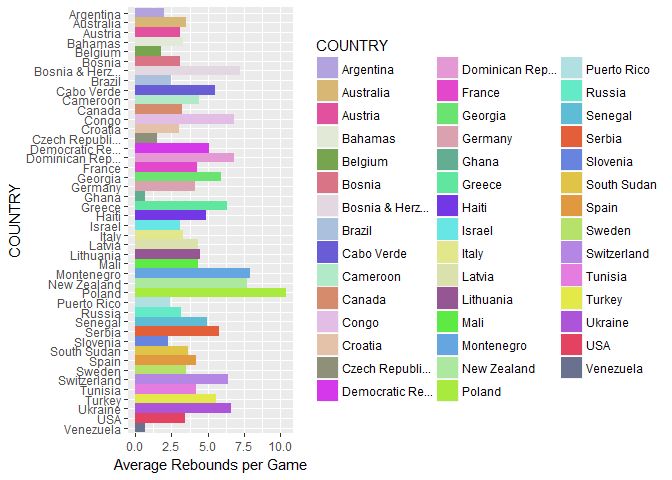 COUNTRY
Argentina
Australia
Austria
Bahamas
Belgium
Bosnia
Bosnia & Herz...
Brazil
Cabo Verde
Cameroon
Canada
Congo
Croatia
Czech Republi...
Democratic Re...
Dominican Rep...
France
Georgia
Germany
Ghana
Greece
Haiti
Israel
Italy
Latvia
Lithuania
Mali
Montenegro
New Zealand
Poland
Puerto Rico
Russia
Senegal
Serbia
Slovenia
South Sudan
Spain
Sweden
Switzerland
Tunisia
Turkey
Ukraine
USA
Venezuela
0.0 2.5 5.0 7.5 10.0
Average Rebounds per Game
COUNTRY
Argentina
Australia
Austria
Bahamas
Belgium
Bosnia
Bosnia & Herz...
Brazil
Cabo Verde
Cameroon
Canada
Congo
Croatia
Czech Republi...
Democratic Re...
Dominican Rep...
France
Georgia
Germany
Ghana
Greece
Haiti
Israel
Italy
Latvia
Lithuania
Mali
Montenegro
New Zealand
Poland
Puerto Rico
Russia
Senegal
Serbia
Slovenia
South Sudan
Spain
Sweden
Switzerland
Tunisia
Turkey
Ukraine
USA
Venezuela